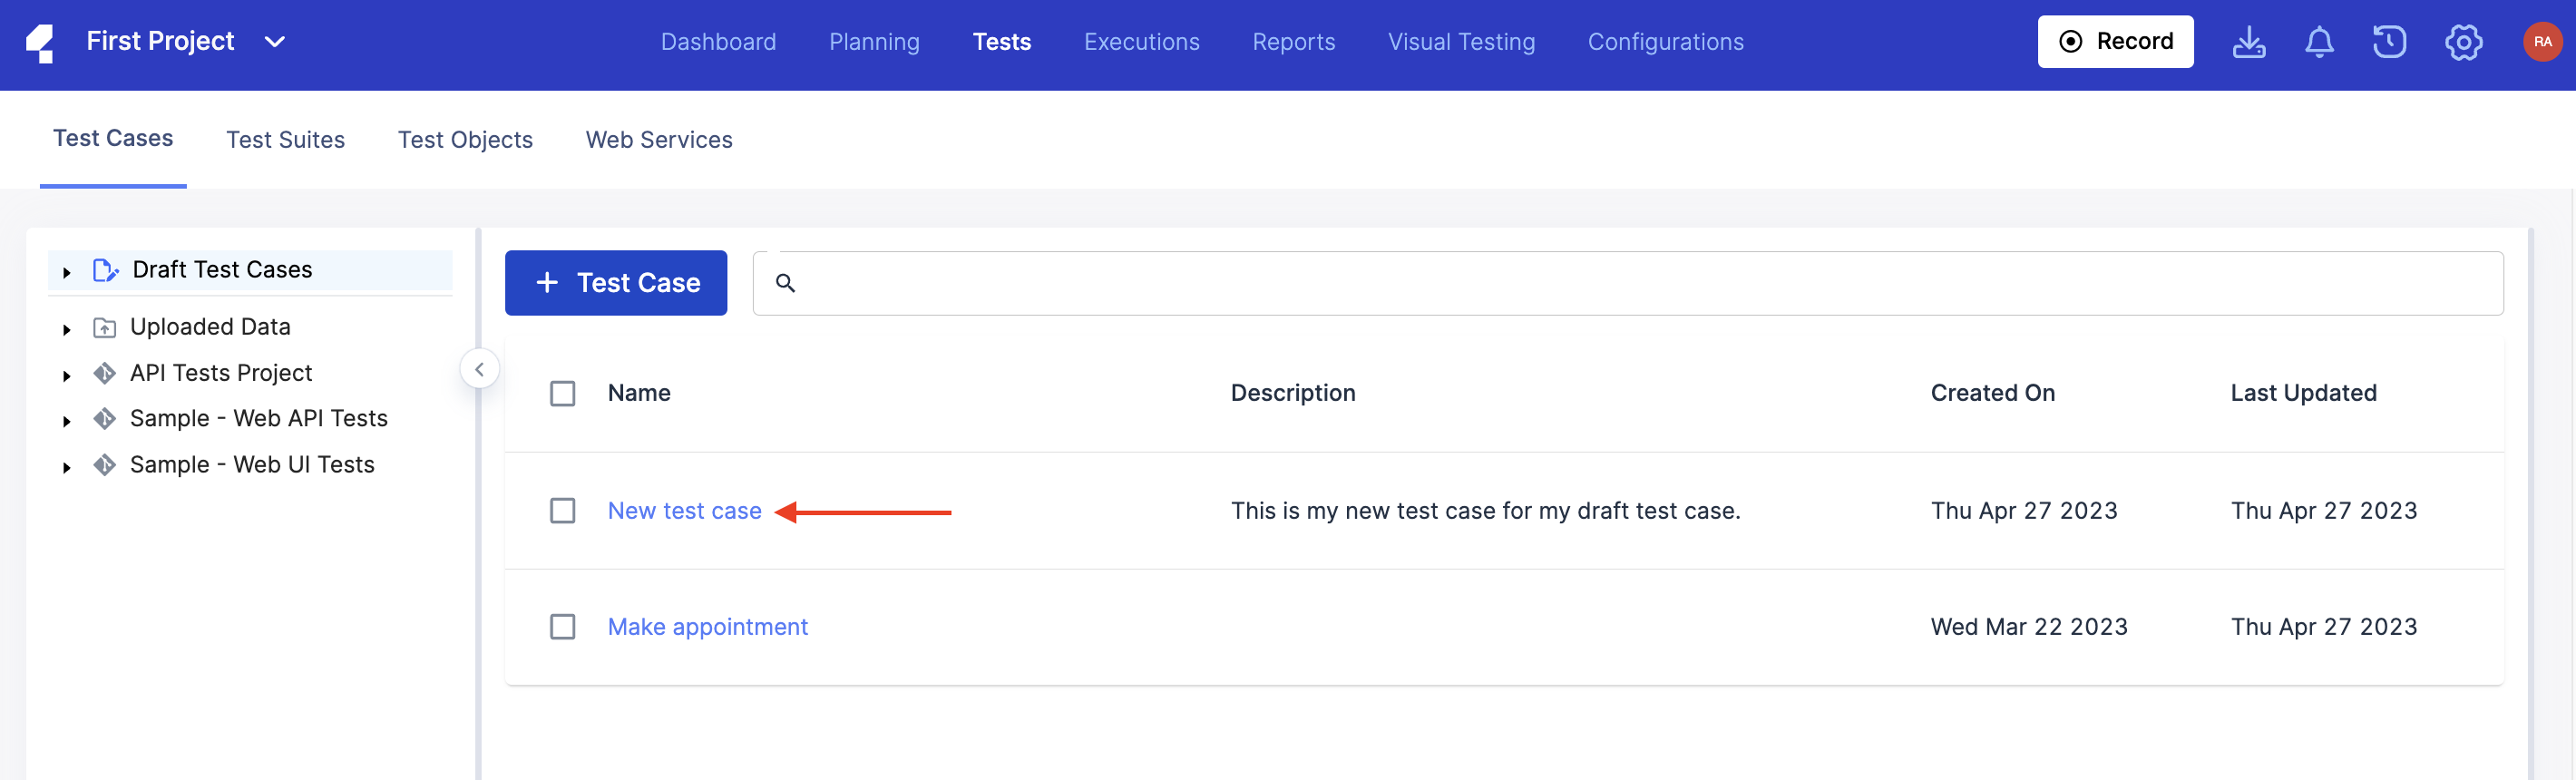 First Project
Dashboard Planning Tests Executions Reports Visual Testing Configurations
Record
RA
Test Cases Test Suites Test Objects Web Services
Draft Test Cases
Uploaded Data
API Tests Project
Sample - Web API Tests
Sample - Web UI Tests
+ Test Case
Name Description Created On Last Updated
New test case This is my new test case for my draft test case. Thu Apr 27 2023 Thu Apr 27 2023
Make appointment Wed Mar 22 2023 Thu Apr 27 2023